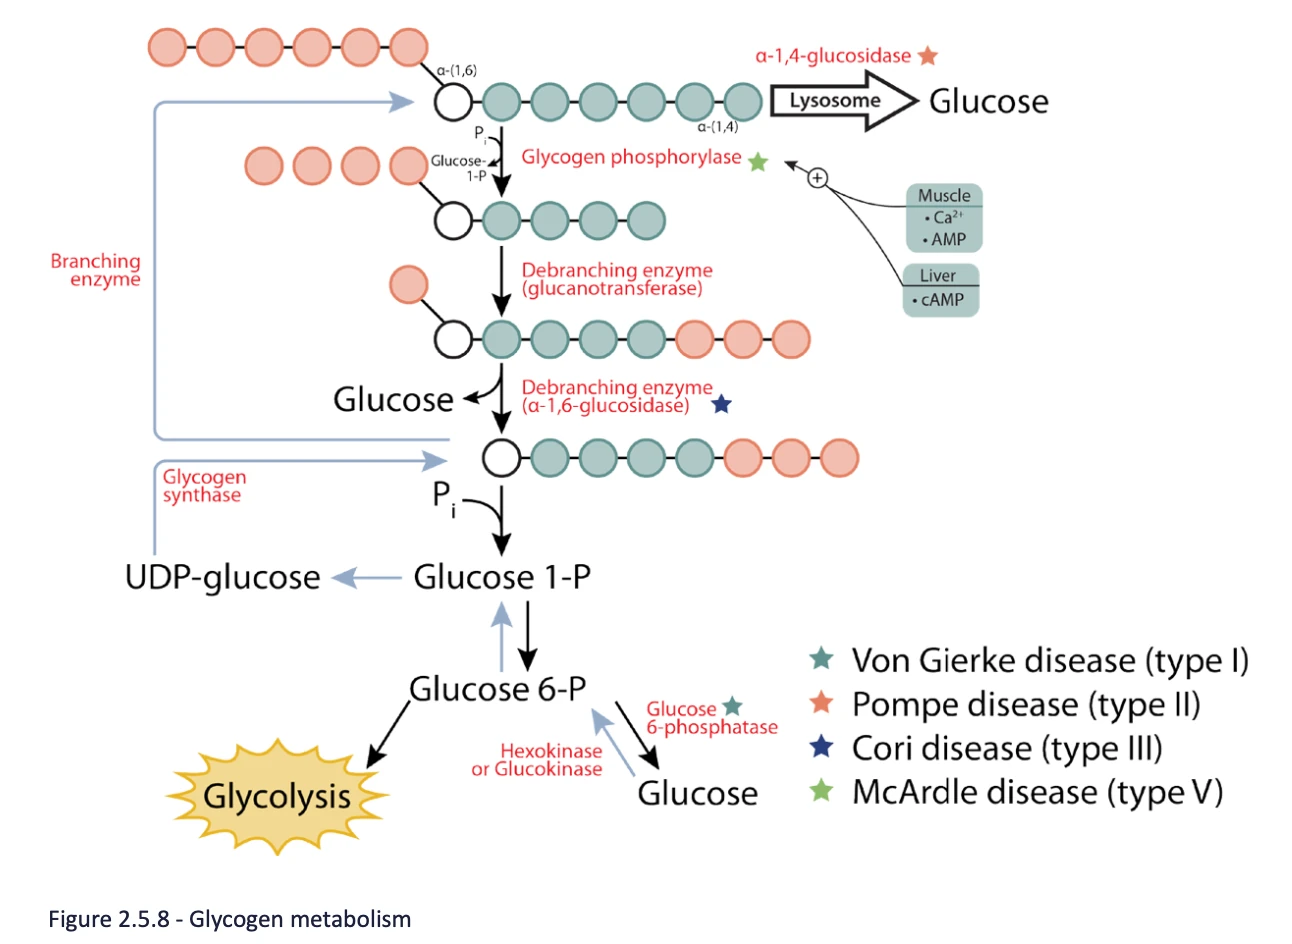 α-1,4-glucosidase
α-(1,6)
Lysosome
Glucose
α-(1,4)
Pi
Glycogen phosphorylase
Glucose-
1-P
Muscle
• Ca²⁺
• AMP
+
Branching
enzyme
Debranching enzyme
(glucanotransferase)
Liver
• cAMP
Glucose
Debranching enzyme
(α-1,6-glucosidase)
Glycogen
synthase
Pi
UDP-glucose
Glucose 1-P
Glucose 6-P
Glucose
6-phosphatase
Hexokinase
or Glucokinase
Glycolysis
Glucose
Von Gierke disease (type I)
Pompe disease (type II)
Cori disease (type III)
McArdle disease (type V)
Figure 2.5.8 - Glycogen metabolism